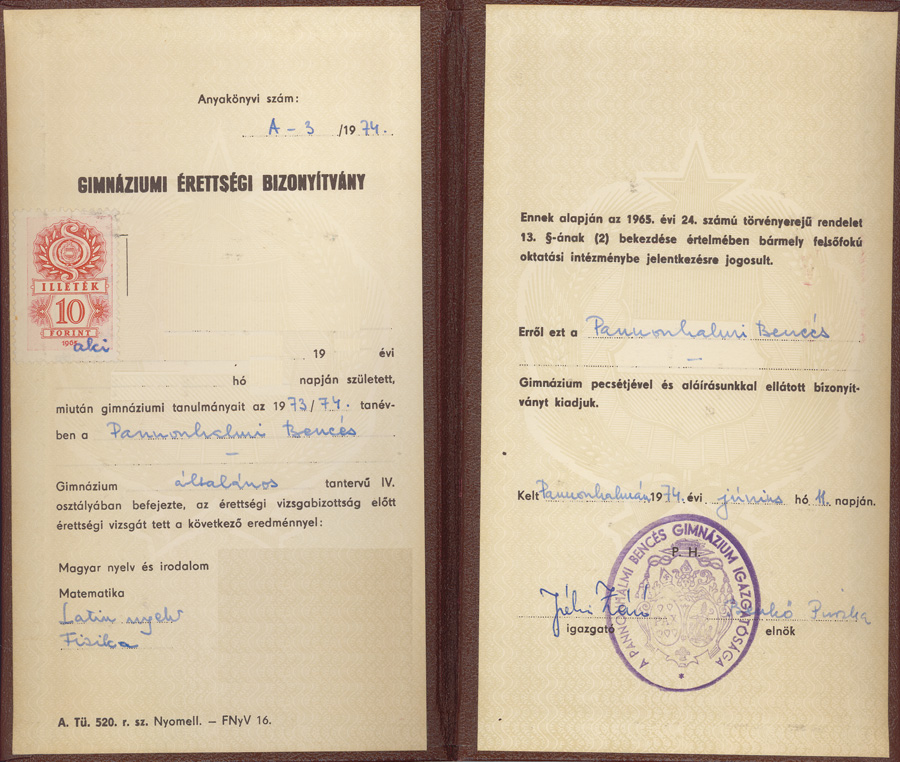 Anyakönyvi szám:
A – 3 /1974.
GIMNÁZIUMI ÉRETTSÉGI BIZONYÍTVÁNY
ILLETÉK
10
FORINT
1965
aki
19 évi
hó napján született,
miután gimnáziumi tanulmányait az 1973/74. tanév-
ben a Pannonhalmi Bencés
–
Gimnázium általános tantervű IV.
osztályában befejezte, az érettségi vizsgabizottság előtt
érettségi vizsgát tett a következő eredménnyel:
Magyar nyelv és irodalom
Matematika
Latin nyelv
Fizika
A. Tü. 520. r. sz. Nyomell. – FNyV 16.
Ennek alapján az 1965. évi 24. számú törvényerejű rendelet
13. §-ának (2) bekezdése értelmében bármely felsőfokú
oktatási intézménybe jelentkezésre jogosult.
Erről ezt a Pannonhalmi Bencés
–
Gimnázium pecsétjével és aláírásunkkal ellátott bizonyít-
ványt kiadjuk.
Kelt Pannonhalmán, 1974. évi június hó 11. napján.
A PANNONHALMI BENCÉS GIMNÁZIUM IGAZGATÓSÁGA
P. H.
igazgató
elnök